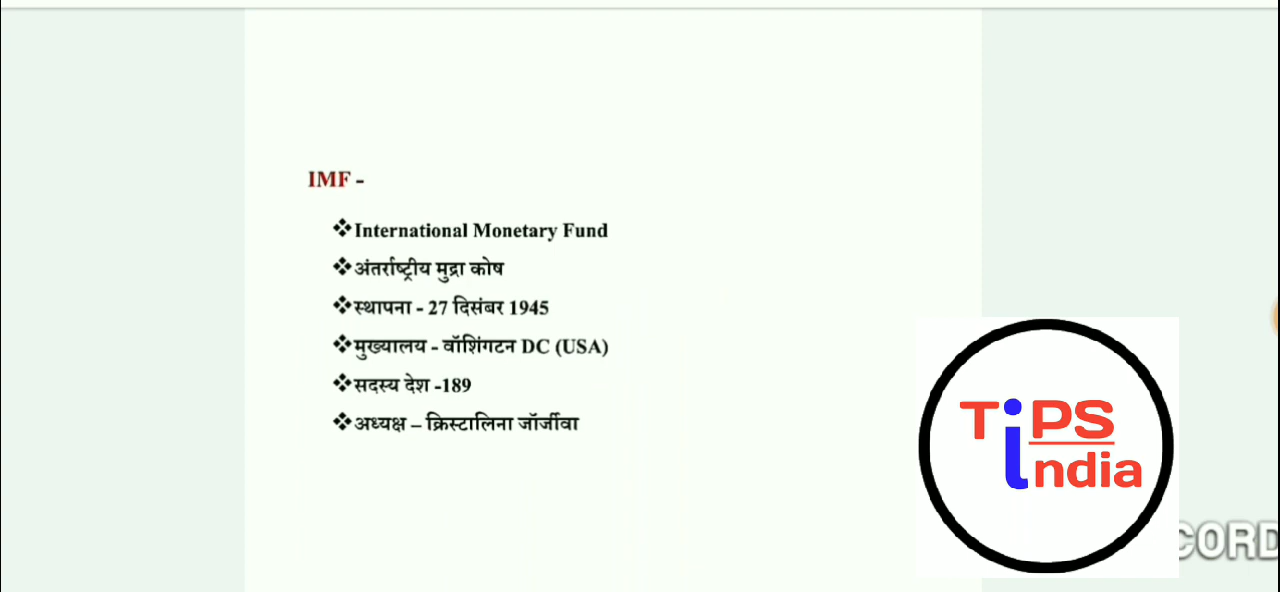 IMF -
❖International Monetary Fund
❖अंतर्राष्ट्रीय मुद्रा कोष
❖स्थापना - 27 दिसंबर 1945
❖मुख्यालय - वॉशिंगटन DC (USA)
❖सदस्य देश -189
❖अध्यक्ष – क्रिस्टालिना जॉर्जीवा
TiPS
india
CORD